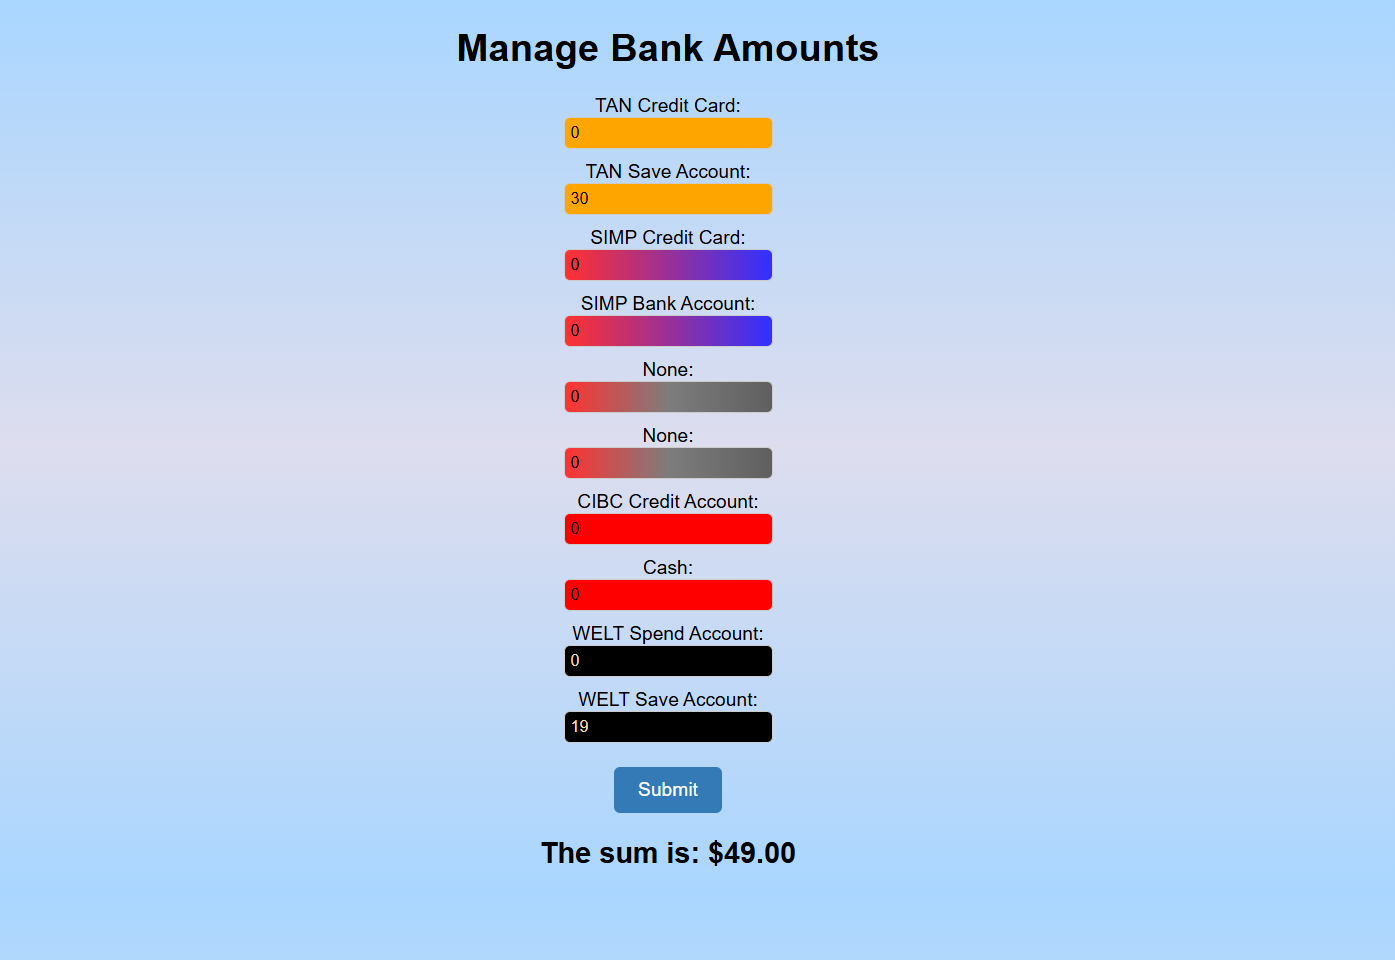 Manage Bank Amounts
TAN Credit Card:
0
TAN Save Account:
30
SIMP Credit Card:
0
SIMP Bank Account:
0
None:
0
None:
0
CIBC Credit Account:
0
Cash:
0
WELT Spend Account:
0
WELT Save Account:
19
Submit
The sum is: $49.00